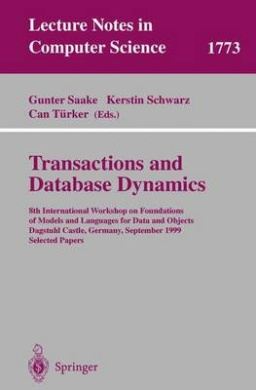 Lecture Notes in
Computer Science 1773
Gunter Saake Kerstin Schwarz
Can Türker (Eds.)
Transactions and
Database Dynamics
8th International Workshop on Foundations
of Models and Languages for Data and Objects
Dagstuhl Castle, Germany, September 1999
Selected Papers
Springer